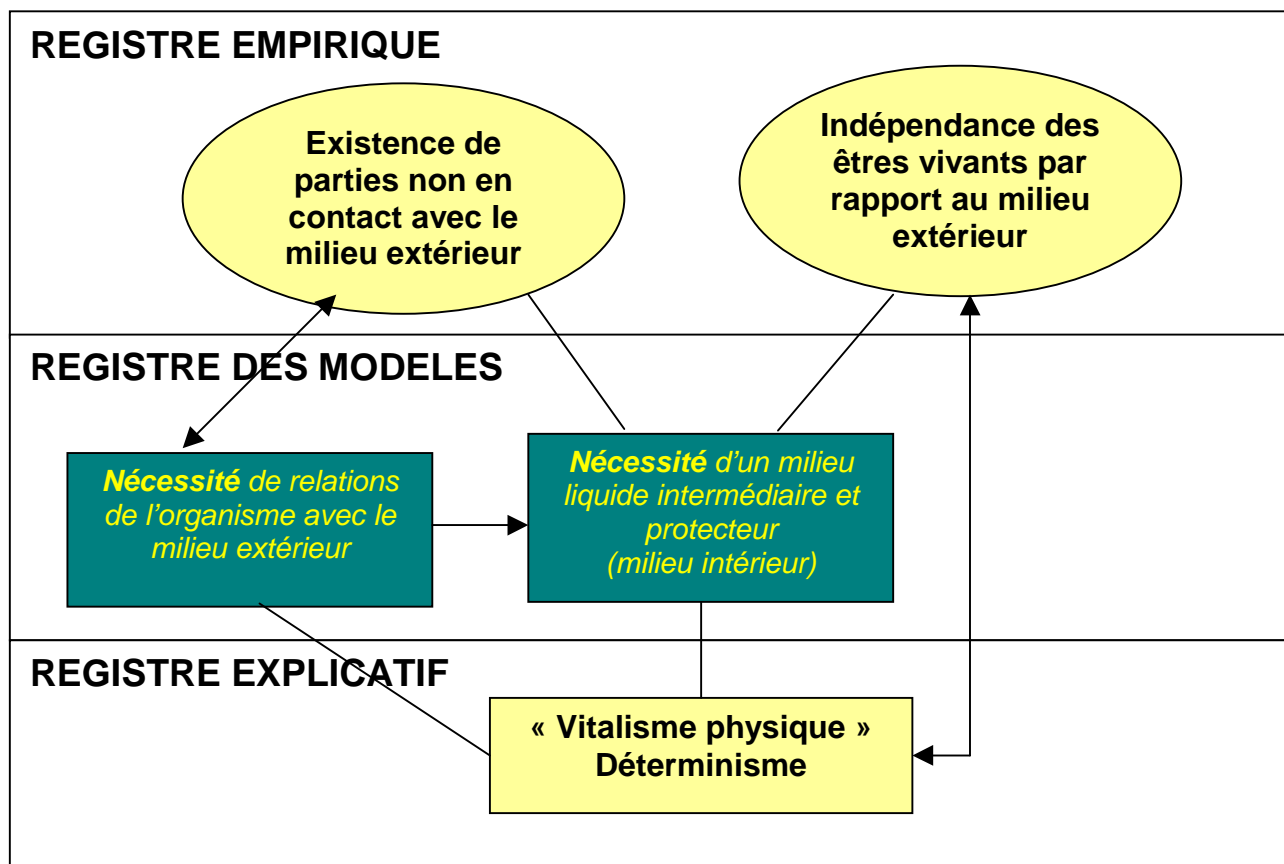 REGISTRE EMPIRIQUE
Existence de
parties non en
contact avec le
milieu extérieur
Indépendance des
êtres vivants par
rapport au milieu
extérieur
REGISTRE DES MODELES
Nécessité de relations
de l’organisme avec le
milieu extérieur
Nécessité d’un milieu
liquide intermédiaire et
protecteur
(milieu intérieur)
REGISTRE EXPLICATIF
« Vitalisme physique »
Déterminisme